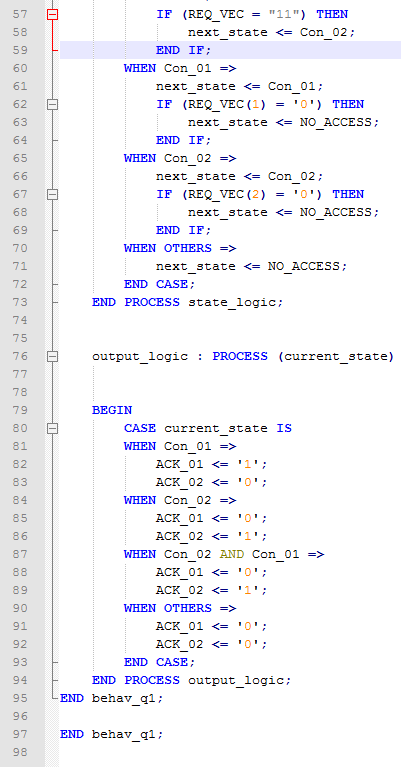 57 IF (REQ_VEC = "11") THEN
58 next_state <= Con_02;
59 END IF;
60 WHEN Con_01 =>
61 next_state <= Con_01;
62 IF (REQ_VEC(1) = '0') THEN
63 next_state <= NO_ACCESS;
64 END IF;
65 WHEN Con_02 =>
66 next_state <= Con_02;
67 IF (REQ_VEC(2) = '0') THEN
68 next_state <= NO_ACCESS;
69 END IF;
70 WHEN OTHERS =>
71 next_state <= NO_ACCESS;
72 END CASE;
73 END PROCESS state_logic;
74
75
76 output_logic : PROCESS (current_state)
77
78
79 BEGIN
80 CASE current_state IS
81 WHEN Con_01 =>
82 ACK_01 <= '1';
83 ACK_02 <= '0';
84 WHEN Con_02 =>
85 ACK_01 <= '0';
86 ACK_02 <= '1';
87 WHEN Con_02 AND Con_01 =>
88 ACK_01 <= '0';
89 ACK_02 <= '1';
90 WHEN OTHERS =>
91 ACK_01 <= '0';
92 ACK_02 <= '0';
93 END CASE;
94 END PROCESS output_logic;
95 END behav_q1;
96
97 END behav_q1;
98